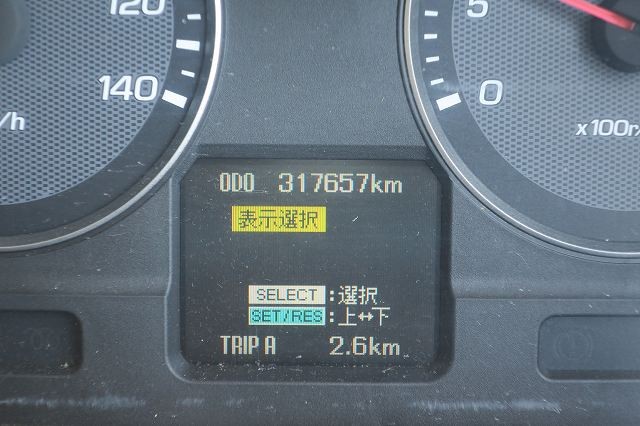 120
140
/h
5
0
x100r
ODO 317657km
表示選択
SELECT:選択
SET/RES:上↔下
TRIP A 2.6km